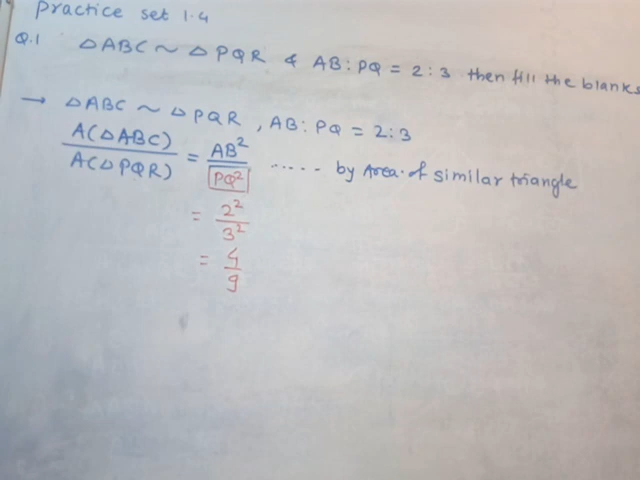 Practice set 1.4
Q.1 △ABC ~ △PQR & AB:PQ = 2:3 then fill the blanks
→ △ABC ~ △PQR, AB:PQ = 2:3
A(△ABC)/A(△PQR) = AB²/PQ² ..... by Area of similar triangle
= 2²/3²
= 4/9